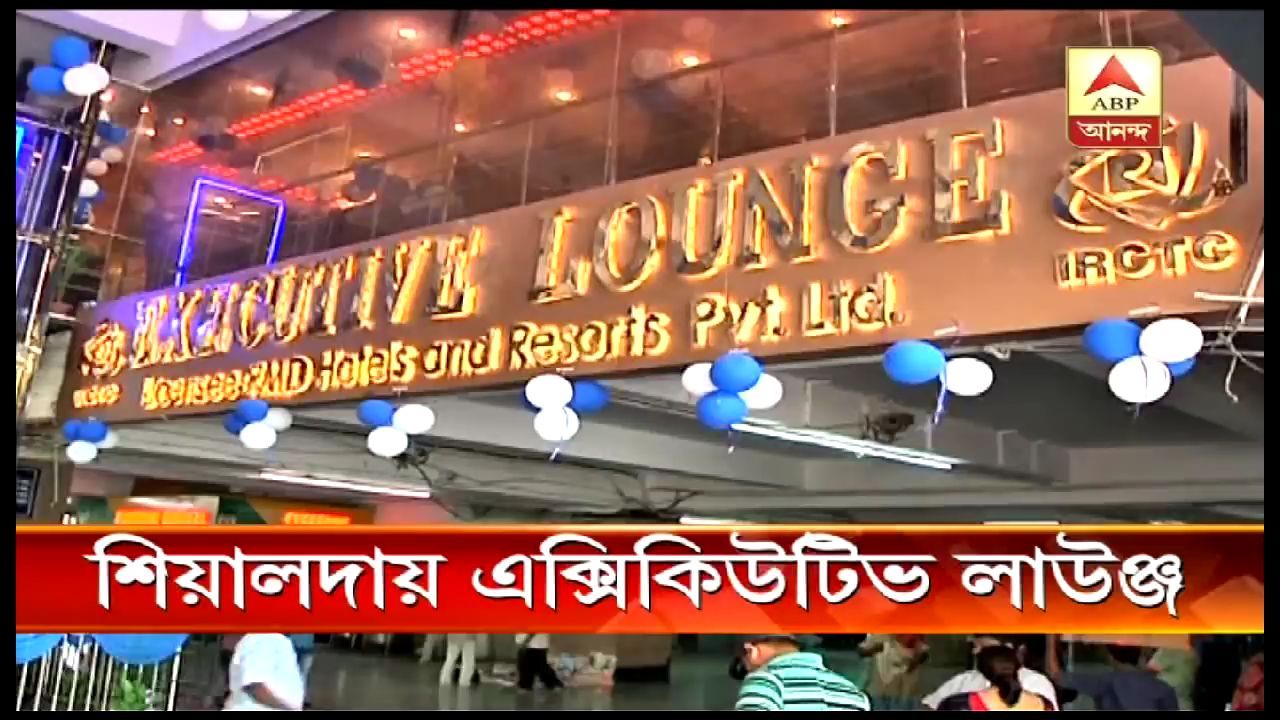 ABP
আনন্দ
EXECUTIVE LOUNGE
IRCTC
Hotels and Resorts Pvt. Ltd.
শিয়ালদায় এক্সিকিউটিভ লাউঞ্জ